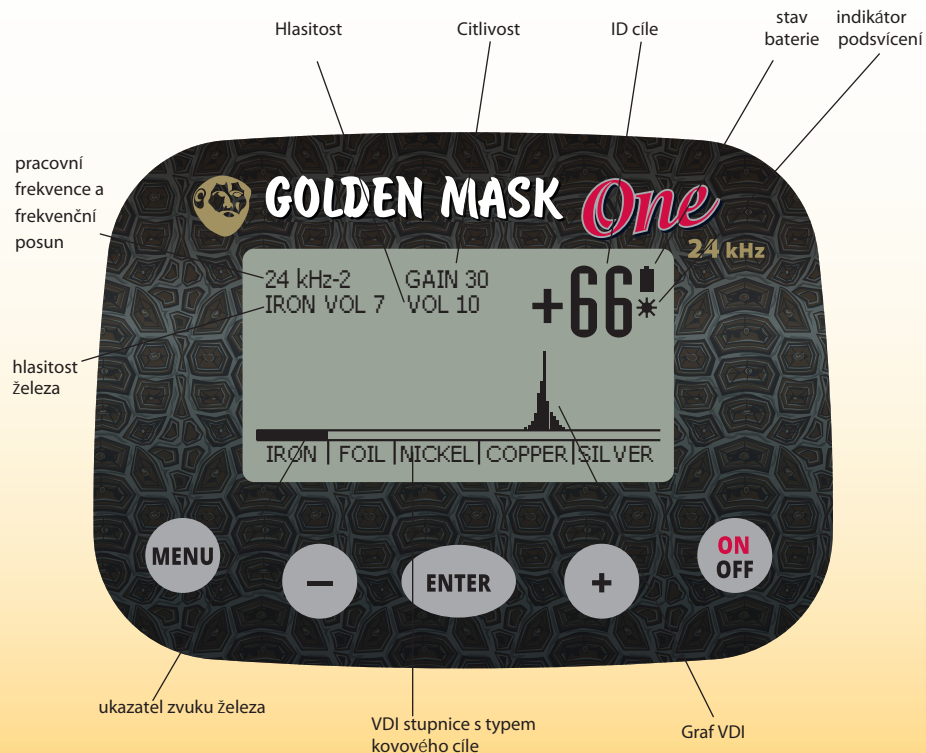 Hlasitost
Citlivost
ID cíle
stav
baterie
indikátor
podsvícení
pracovní
frekvence a
frekvenční
posun
GOLDEN MASK One
24 kHz
24 kHz-2 GAIN 30
IRON VOL 7 VOL 10
+66
hlasitost
železa
IRON FOIL NICKEL COPPER SILVER
MENU
–
ENTER
+
ON
OFF
ukazatel zvuku železa
VDI stupnice s typem
kovového cíle
Graf VDI